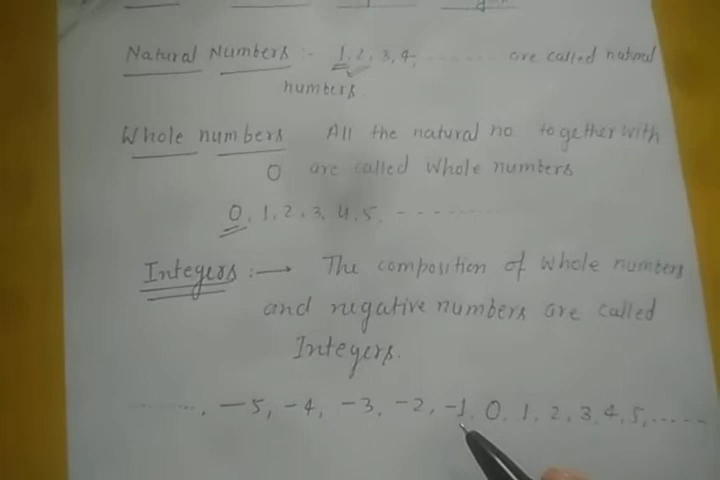 Natural Numbers :- 1, 2, 3, 4, ....... are called natural
numbers.
Whole numbers All the natural no together with
0 are called whole numbers
0, 1, 2, 3, 4, 5, - - - - - - - - -
Integers :→ The composition of whole numbers
and negative numbers are called
Integers.
........, -5, -4, -3, -2, -1, 0, 1, 2, 3, 4, 5, ......